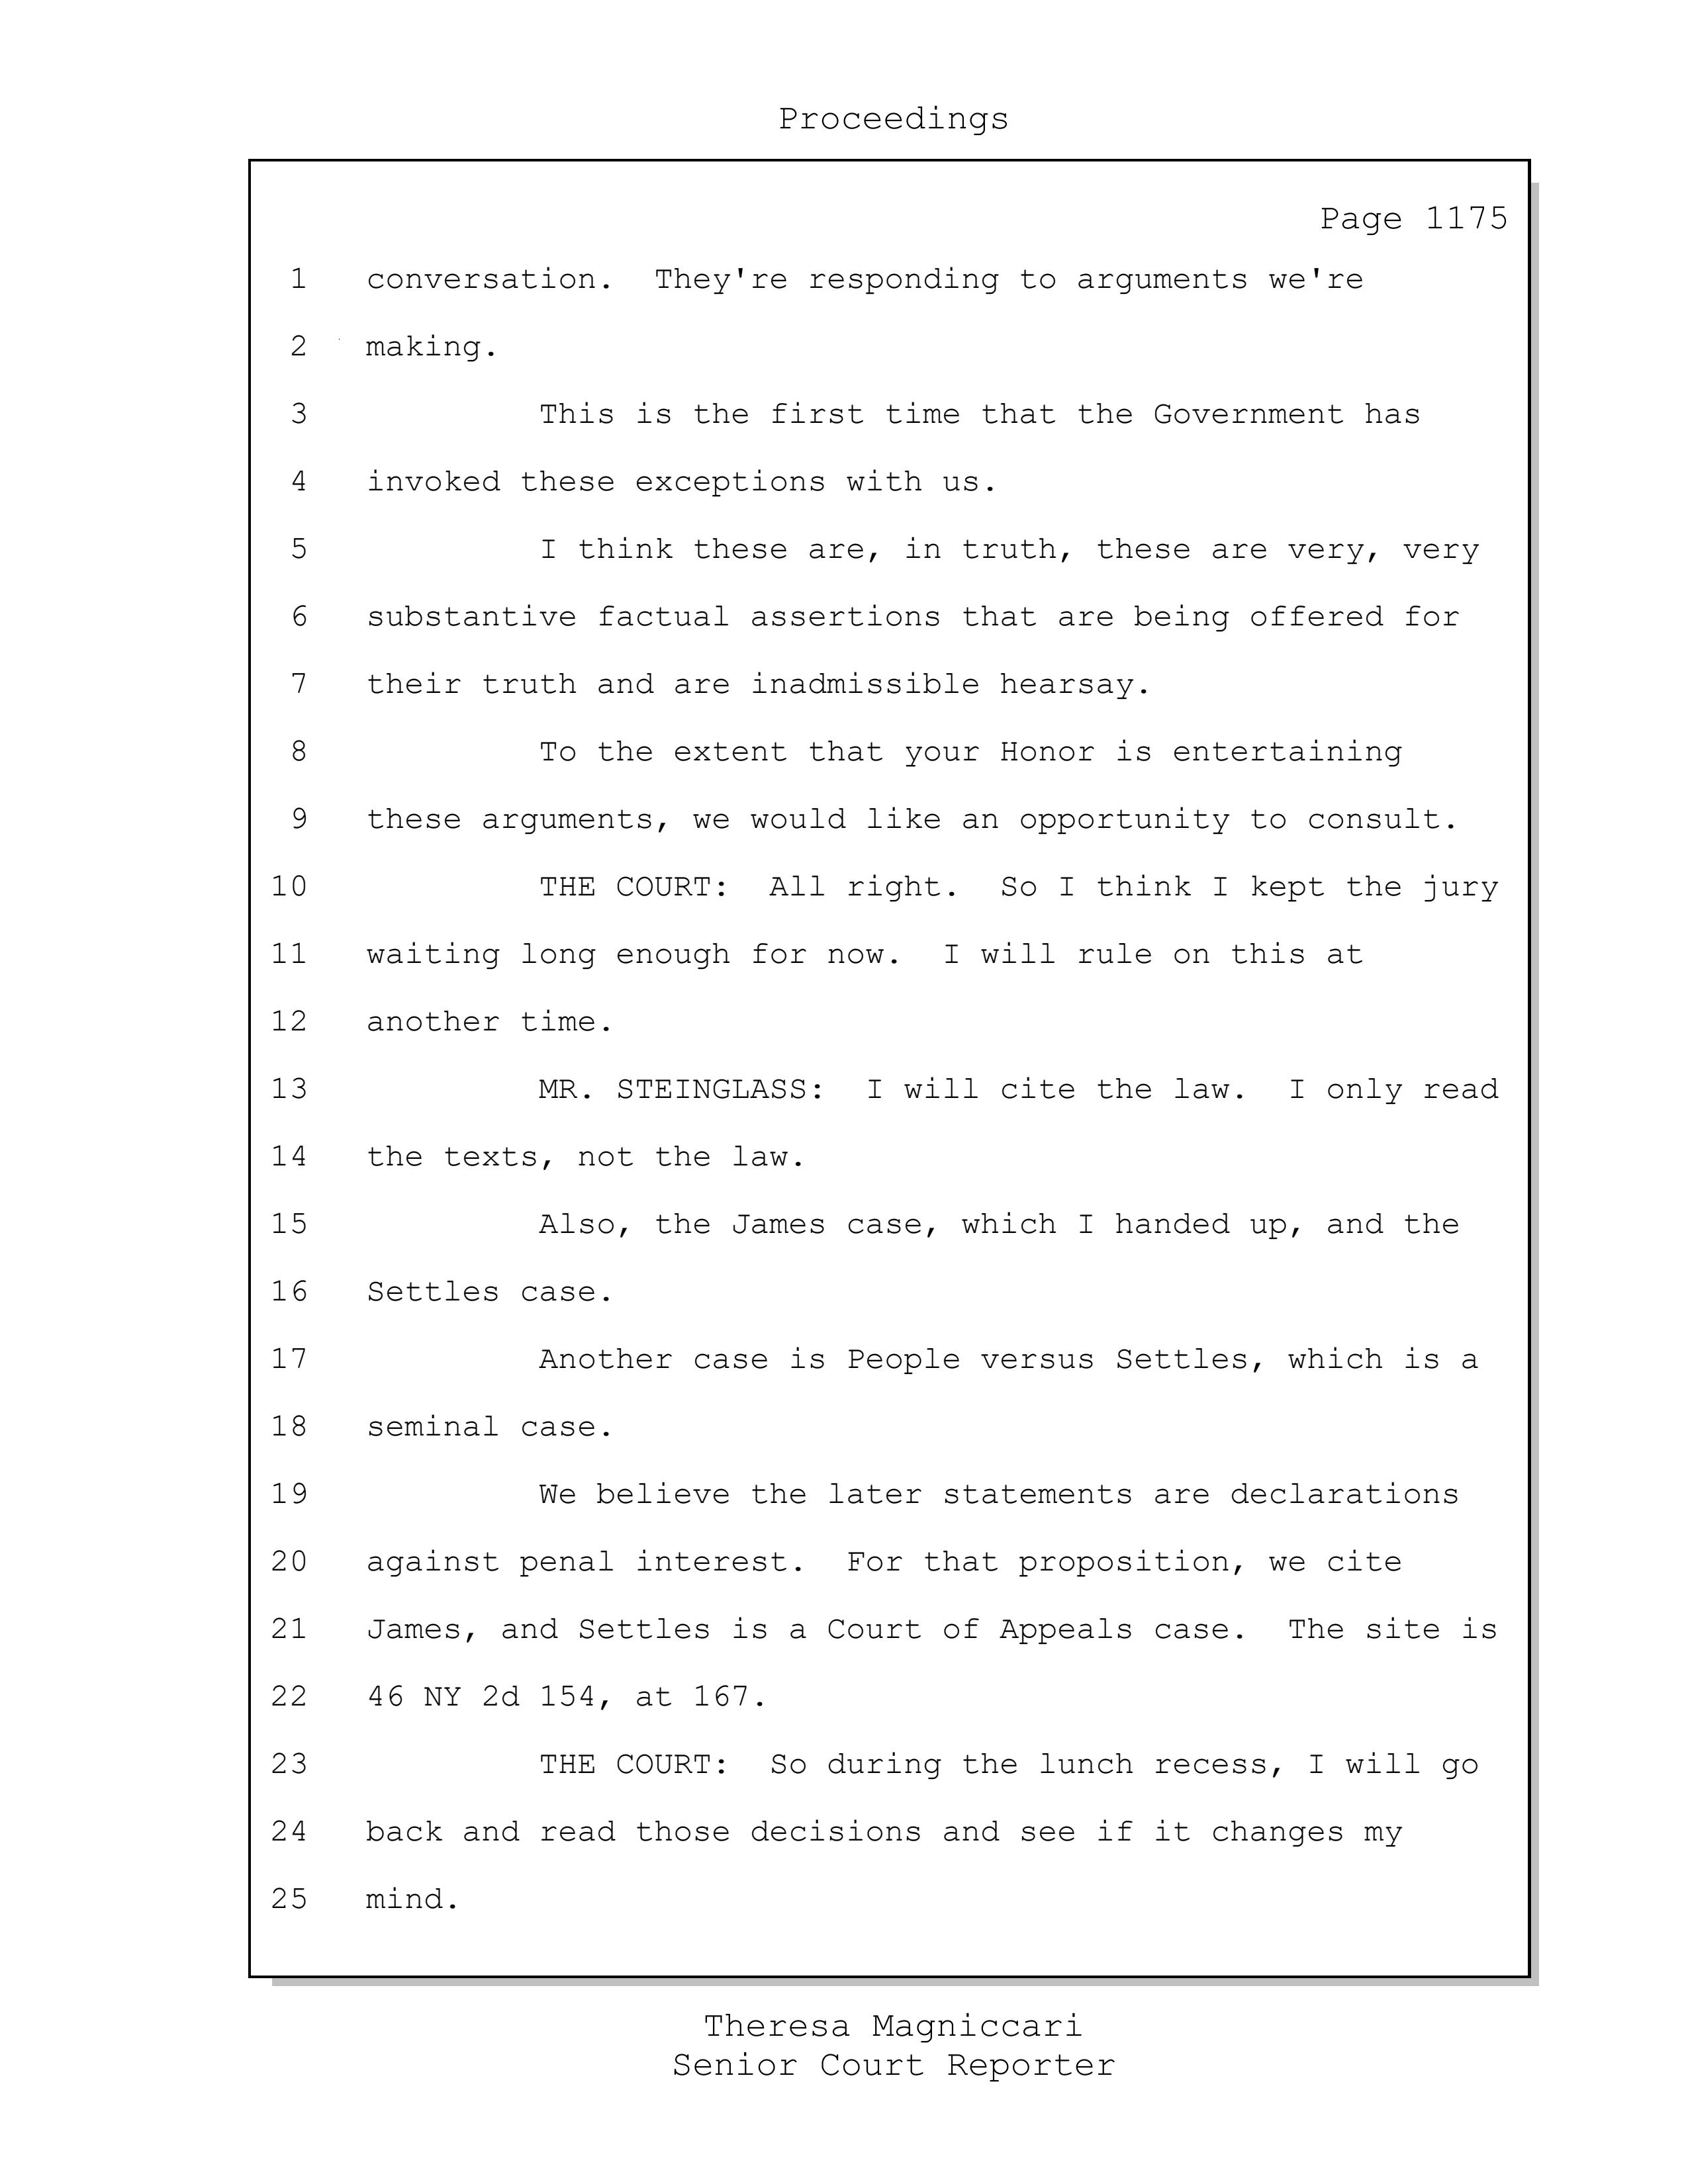 Proceedings
Page 1175
1 conversation. They're responding to arguments we're
2 making.
3 This is the first time that the Government has
4 invoked these exceptions with us.
5 I think these are, in truth, these are very, very
6 substantive factual assertions that are being offered for
7 their truth and are inadmissible hearsay.
8 To the extent that your Honor is entertaining
9 these arguments, we would like an opportunity to consult.
10 THE COURT: All right. So I think I kept the jury
11 waiting long enough for now. I will rule on this at
12 another time.
13 MR. STEINGLASS: I will cite the law. I only read
14 the texts, not the law.
15 Also, the James case, which I handed up, and the
16 Settles case.
17 Another case is People versus Settles, which is a
18 seminal case.
19 We believe the later statements are declarations
20 against penal interest. For that proposition, we cite
21 James, and Settles is a Court of Appeals case. The site is
22 46 NY 2d 154, at 167.
23 THE COURT: So during the lunch recess, I will go
24 back and read those decisions and see if it changes my
25 mind.
Theresa Magniccari
Senior Court Reporter